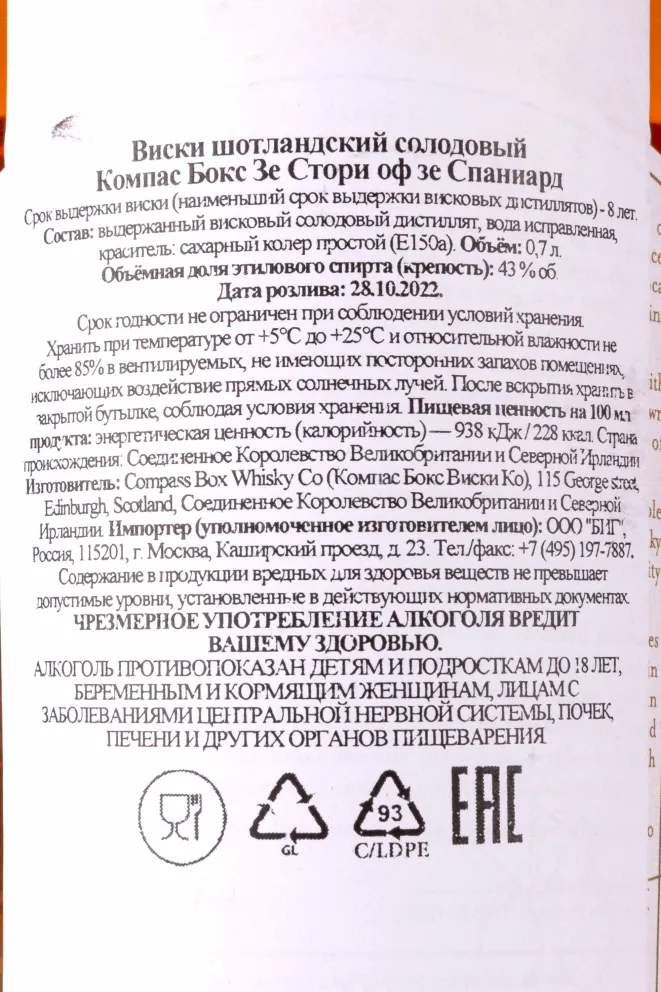 Виски шотландский солодовый
Компас Бокс Зе Стори оф зе Спаниард
Срок выдержки виски (наименьший срок выдержки висковых дистиллятов) - 8 лет.
Состав: выдержанный висковый солодовый дистиллят, вода исправленная,
краситель: сахарный колер простой (Е150а). Объём: 0,7 л.
Объёмная доля этилового спирта (крепость): 43 % об.
Дата розлива: 28.10.2022.
Срок годности не ограничен при соблюдении условий хранения.
Хранить при температуре от +5°С до +25°С и относительной влажности не
более 85% в вентилируемых, не имеющих посторонних запахов помещениях,
исключающих воздействие прямых солнечных лучей. После вскрытия хранить в
закрытой бутылке, соблюдая условия хранения. Пищевая ценность на 100 мл
продукта: энергетическая ценность (калорийность) — 938 кДж / 228 ккал. Страна
происхождения: Соединенное Королевство Великобритании и Северной Ирландии
Изготовитель: Compass Box Whisky Co (Компас Бокс Виски Ко), 115 George street,
Edinburgh, Scotland, Соединенное Королевство Великобритании и Северной
Ирландии. Импортер (уполномоченное изготовителем лицо): ООО "БИГ",
Россия, 115201, г. Москва, Каширский проезд, д. 23. Тел./факс: +7 (495) 197-7887.
Содержание в продукции вредных для здоровья веществ не превышает
допустимые уровни, установленные в действующих нормативных документах.
ЧРЕЗМЕРНОЕ УПОТРЕБЛЕНИЕ АЛКОГОЛЯ ВРЕДИТ
ВАШЕМУ ЗДОРОВЬЮ.
АЛКОГОЛЬ ПРОТИВОПОКАЗАН ДЕТЯМ И ПОДРОСТКАМ ДО 18 ЛЕТ,
БЕРЕМЕННЫМ И КОРМЯЩИМ ЖЕНЩИНАМ, ЛИЦАМ С
ЗАБОЛЕВАНИЯМИ ЦЕНТРАЛЬНОЙ НЕРВНОЙ СИСТЕМЫ, ПОЧЕК,
ПЕЧЕНИ И ДРУГИХ ОРГАНОВ ПИЩЕВАРЕНИЯ
93
EAC
GL
C/LDPE